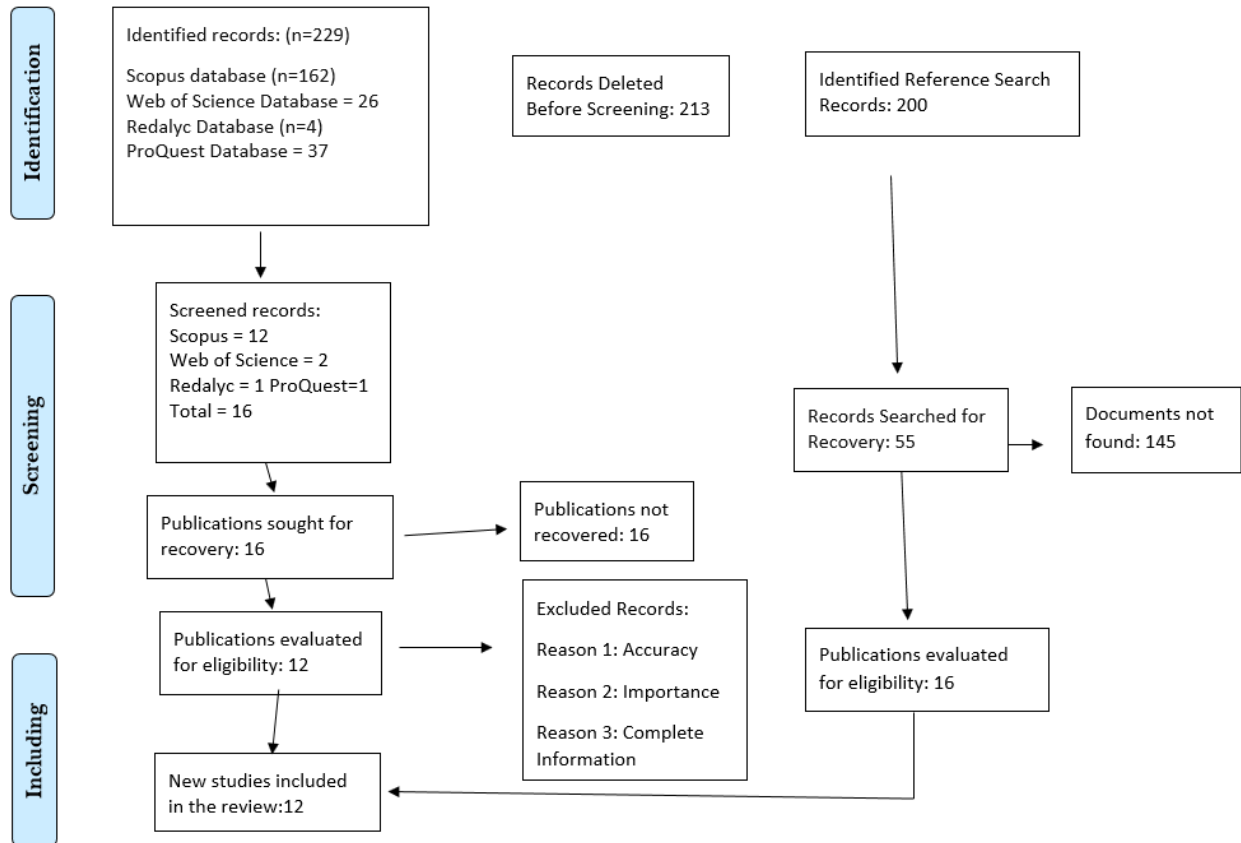 Identification
Identified records: (n=229)
Scopus database (n=162)
Web of Science Database = 26
Redalyc Database (n=4)
ProQuest Database = 37
Records Deleted
Before Screening: 213
Identified Reference Search
Records: 200
Screening
Screened records:
Scopus = 12
Web of Science = 2
Redalyc = 1 ProQuest=1
Total = 16
Records Searched for
Recovery: 55
Documents not
found: 145
Publications sought for
recovery: 16
Publications not
recovered: 16
Publications evaluated
for eligibility: 12
Excluded Records:
Reason 1: Accuracy
Reason 2: Importance
Reason 3: Complete
Information
Publications evaluated
for eligibility: 16
Including
New studies included
in the review:12